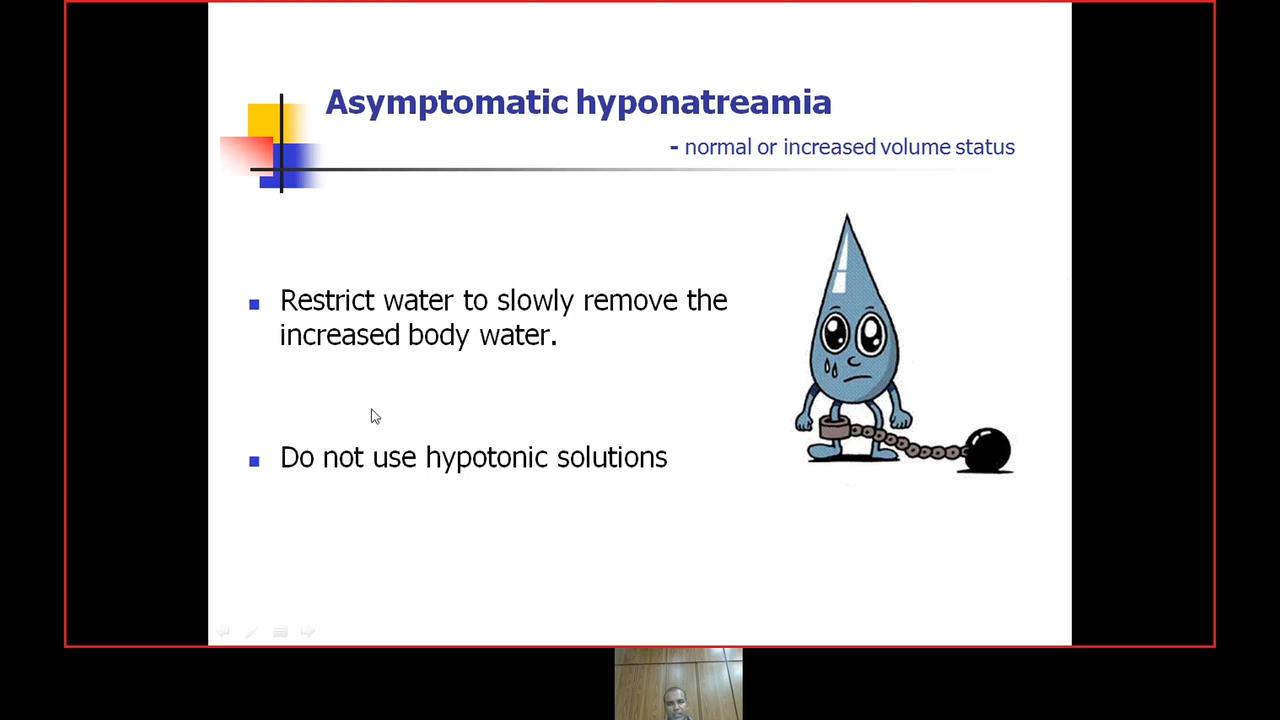 Asymptomatic hyponatreamia
- normal or increased volume status
Restrict water to slowly remove the
increased body water.
Do not use hypotonic solutions